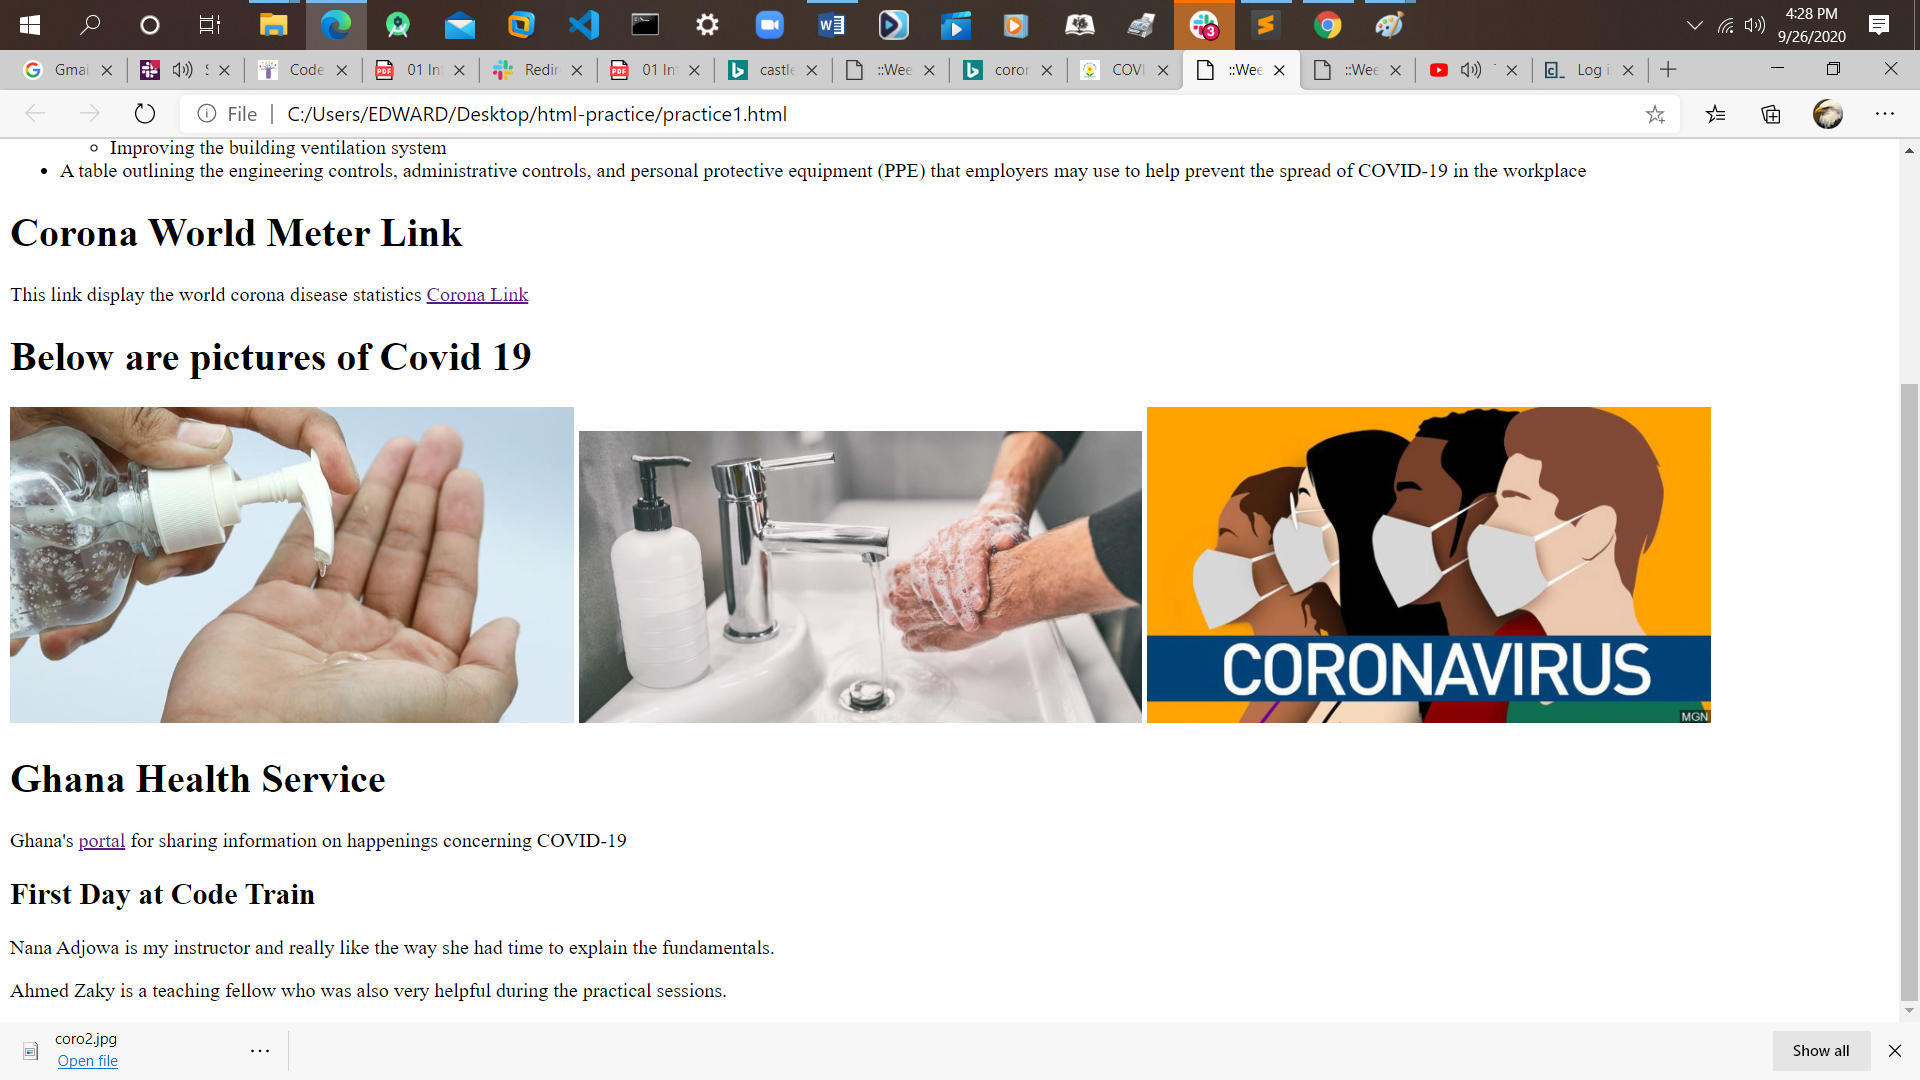 4:28 PM
9/26/2020
3
Gmai
Code
01 In
Redir
01 In
castle
::Wee
coror
COVI
::Wee
::Wee
Log i
File | C:/Users/EDWARD/Desktop/html-practice/practice1.html
Improving the building ventilation system
A table outlining the engineering controls, administrative controls, and personal protective equipment (PPE) that employers may use to help prevent the spread of COVID-19 in the workplace
Corona World Meter Link
This link display the world corona disease statistics Corona Link
Below are pictures of Covid 19
CORONAVIRUS
MGN
Ghana Health Service
Ghana's portal for sharing information on happenings concerning COVID-19
First Day at Code Train
Nana Adjowa is my instructor and really like the way she had time to explain the fundamentals.
Ahmed Zaky is a teaching fellow who was also very helpful during the practical sessions.
coro2.jpg
Open file
Show all